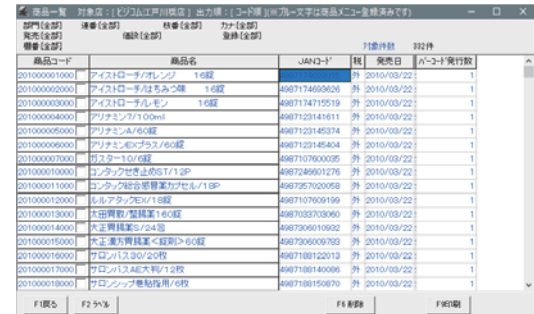 商品一覧 対象店：[ビジコム江戸川橋店] 出力順：[コード順](※ブルー文字は商品メニュー登録済みです)
部門[全部] 連番[全部] 枝番[全部] カナ[全部]
発売[全部] 値段[全部] 登録[全部]
棚番[全部] 対象件数 332件
商品コード 商品名 JANコード 税 発売日 バーコード発行数
201000001000 アイストローチ/オレンジ 16錠 外 2010/03/22 1
201000002000 アイストローチ/はちみつ味 16錠 4987174693626 外 2010/03/22 1
201000003000 アイストローチ/レモン 16錠 4987174715519 外 2010/03/22 1
201000004000 アリナミン7/100ml 4987123141611 外 2010/03/22 1
201000005000 アリナミンA/60錠 4987123145374 外 2010/03/22 1
201000006000 アリナミンEXプラス/60錠 4987123145404 外 2010/03/22 1
201000007000 ガスター10/6錠 4987107600035 外 2010/03/22 1
201000010000 コンタックせき止めST/12P 4987246601276 外 2010/03/22 1
201000011000 コンタック総合感冒薬カプセル/18P 4987357020058 外 2010/03/22 1
201000012000 ルルアタックEX/18錠 4987107609199 外 2010/03/22 1
201000013000 太田胃散/整腸薬160錠 4987033703060 外 2010/03/22 1
201000014000 大正胃腸薬S/24包 4987306010932 外 2010/03/22 1
201000015000 大正漢方胃腸薬<錠剤>60錠 4987306009783 外 2010/03/22 1
201000016000 サロンパス30/20枚 4987188122013 外 2010/03/22 1
201000017000 サロンパスAE大判/12枚 4987188140086 外 2010/03/22 1
201000018000 サロンシップ巻貼指用/6枚 4987188150870 外 2010/03/22 1
F1戻る F2ラベル F6削除 F9印刷